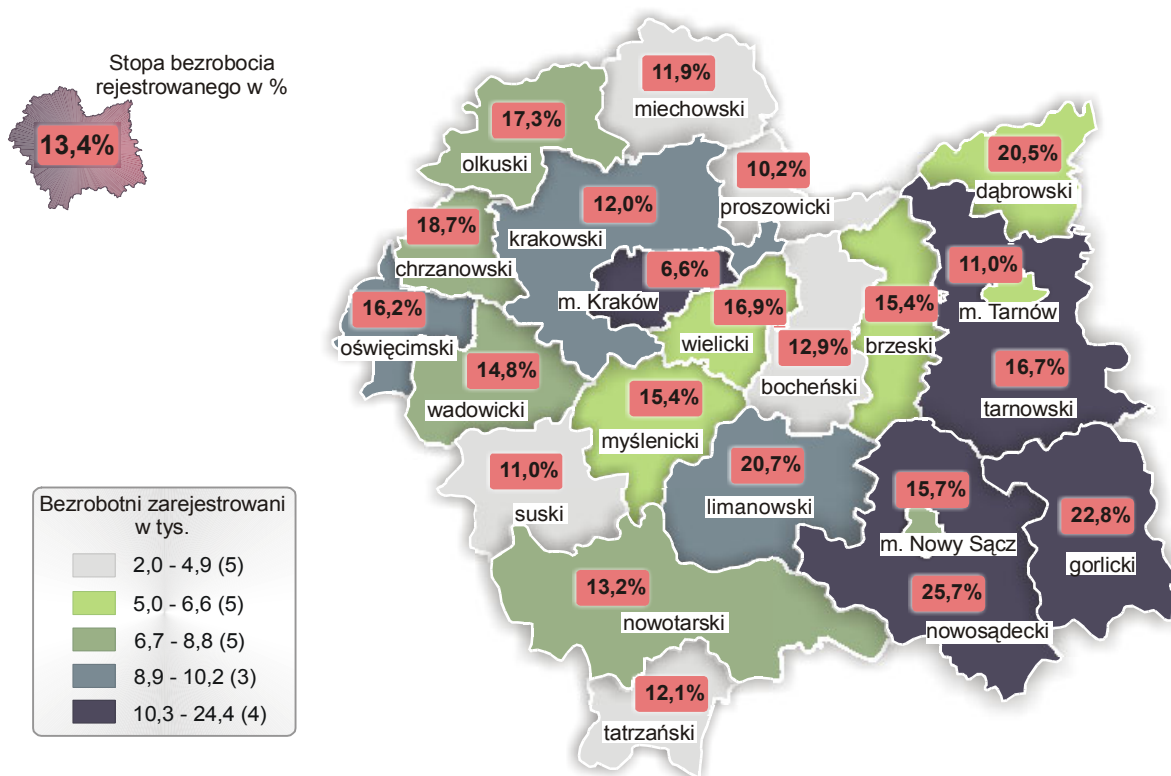 Stopa bezrobocia
rejestrowanego w %
13,4%
11,9%
miechowski
17,3%
olkuski
10,2%
proszowicki
20,5%
dąbrowski
12,0%
krakowski
18,7%
chrzanowski
6,6%
m. Kraków
11,0%
m. Tarnów
16,2%
oświęcimski
16,9%
wielicki
12,9%
bocheński
15,4%
brzeski
14,8%
wadowicki
15,4%
myślenicki
16,7%
tarnowski
11,0%
suski
20,7%
limanowski
15,7%
m. Nowy Sącz
22,8%
gorlicki
13,2%
nowotarski
25,7%
nowosądecki
12,1%
tatrzański
Bezrobotni zarejestrowani
w tys.
2,0 - 4,9 (5)
5,0 - 6,6 (5)
6,7 - 8,8 (5)
8,9 - 10,2 (3)
10,3 - 24,4 (4)